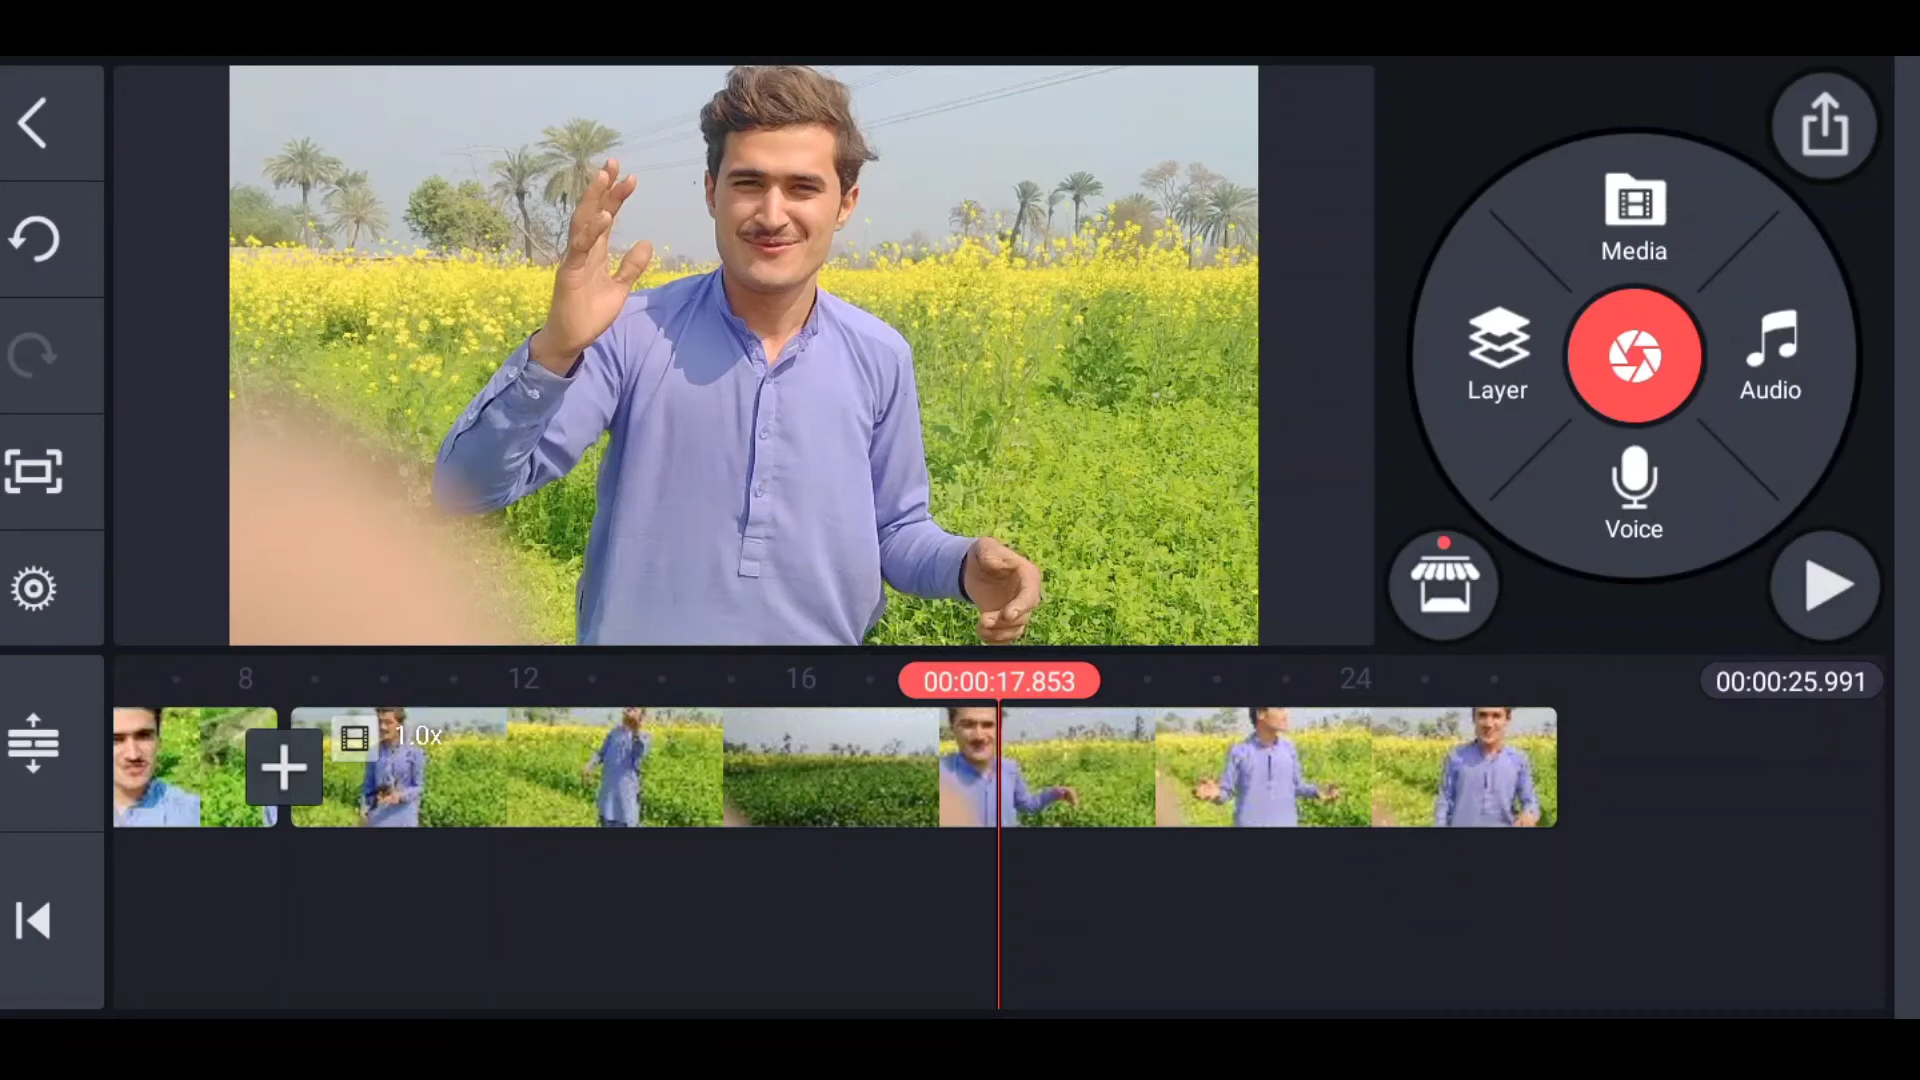 Media
Layer
Audio
Voice
8
12
16
00:00:17.853
24
00:00:25.991
1.0x